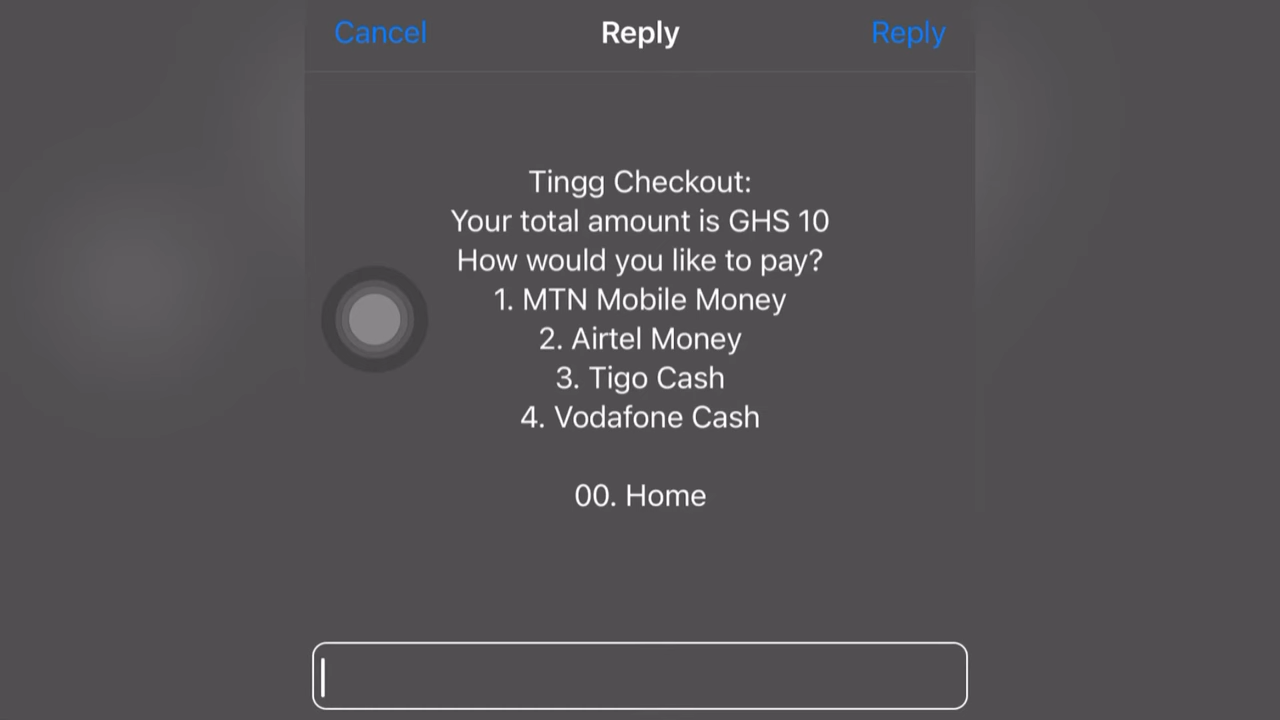 Cancel Reply Reply
Tingg Checkout:
Your total amount is GHS 10
How would you like to pay?
1. MTN Mobile Money
2. Airtel Money
3. Tigo Cash
4. Vodafone Cash
00. Home